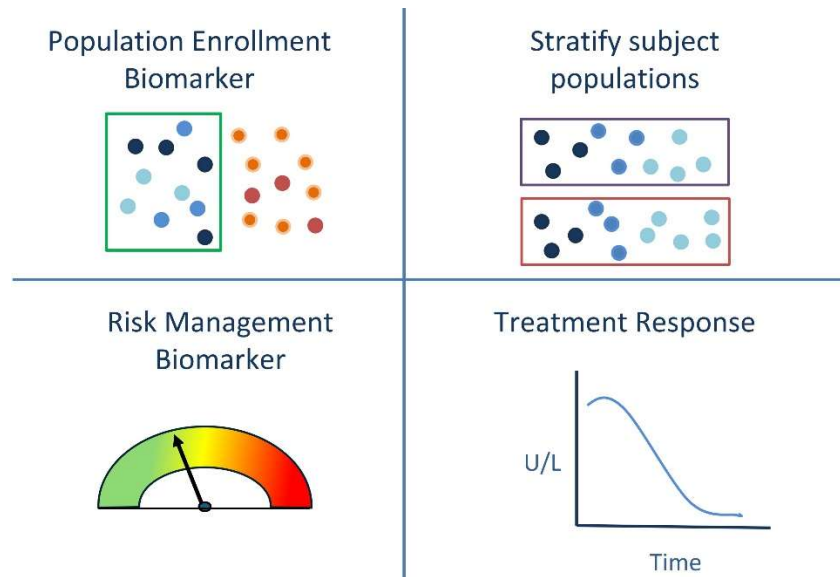 Population Enrollment
Biomarker
Stratify subject
populations
Risk Management
Biomarker
Treatment Response
U/L
Time